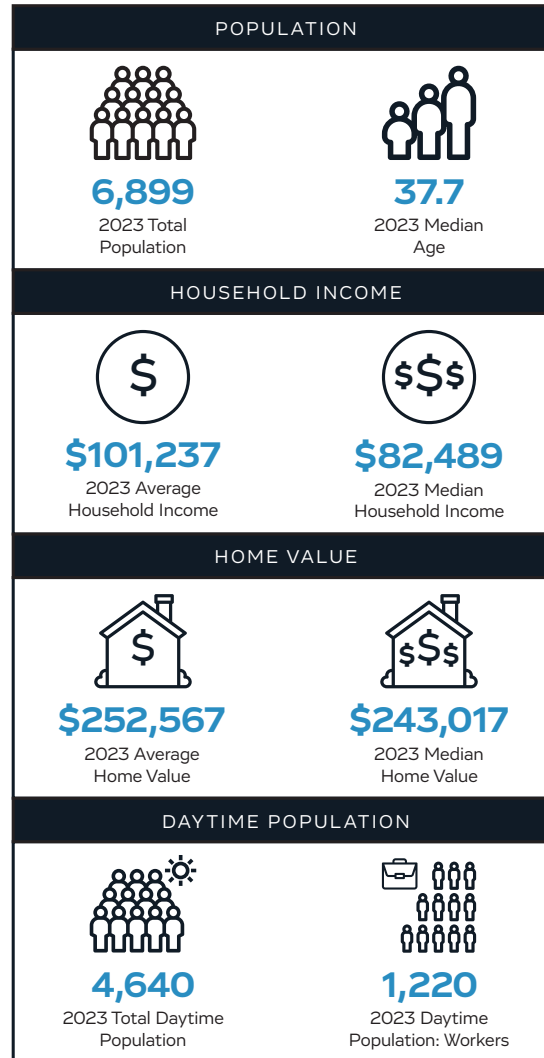 POPULATION
6,899
2023 Total
Population
37.7
2023 Median
Age
HOUSEHOLD INCOME
$
$101,237
2023 Average
Household Income
$$$
$82,489
2023 Median
Household Income
HOME VALUE
$
$252,567
2023 Average
Home Value
$$$
$243,017
2023 Median
Home Value
DAYTIME POPULATION
4,640
2023 Total Daytime
Population
1,220
2023 Daytime
Population: Workers